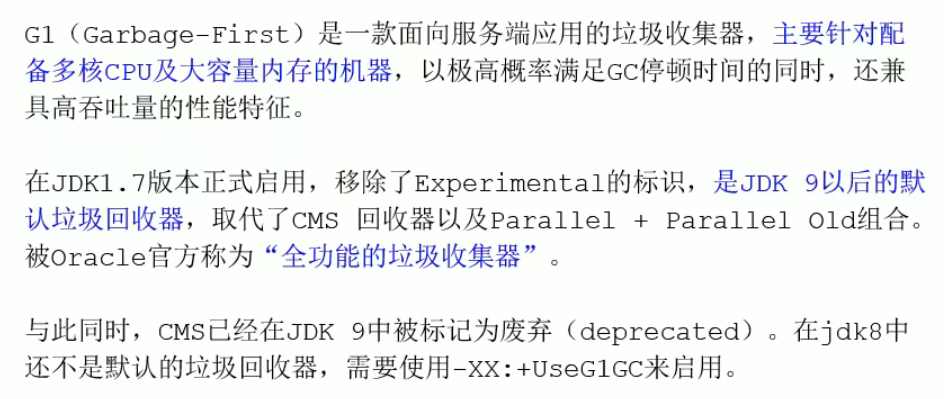 G1（Garbage-First）是一款面向服务端应用的垃圾收集器，主要针对配
备多核CPU及大容量内存的机器，以极高概率满足GC停顿时间的同时，还兼
具高吞吐量的性能特征。
在JDK1.7版本正式启用，移除了Experimental的标识，是JDK 9以后的默
认垃圾回收器，取代了CMS 回收器以及Parallel + Parallel Old组合。
被Oracle官方称为“全功能的垃圾收集器”。
与此同时，CMS已经在JDK 9中被标记为废弃（deprecated）。在jdk8中
还不是默认的垃圾回收器，需要使用-XX:+UseG1GC来启用。